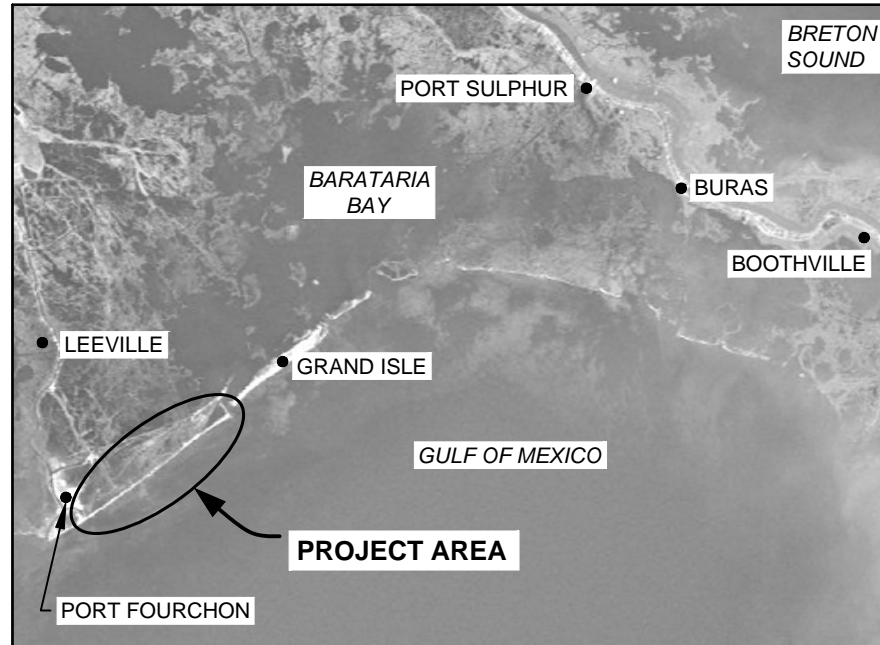 BRETON
SOUND
PORT SULPHUR
BARATARIA
BAY
BURAS
BOOTHVILLE
LEEVILLE
GRAND ISLE
GULF OF MEXICO
PROJECT AREA
PORT FOURCHON